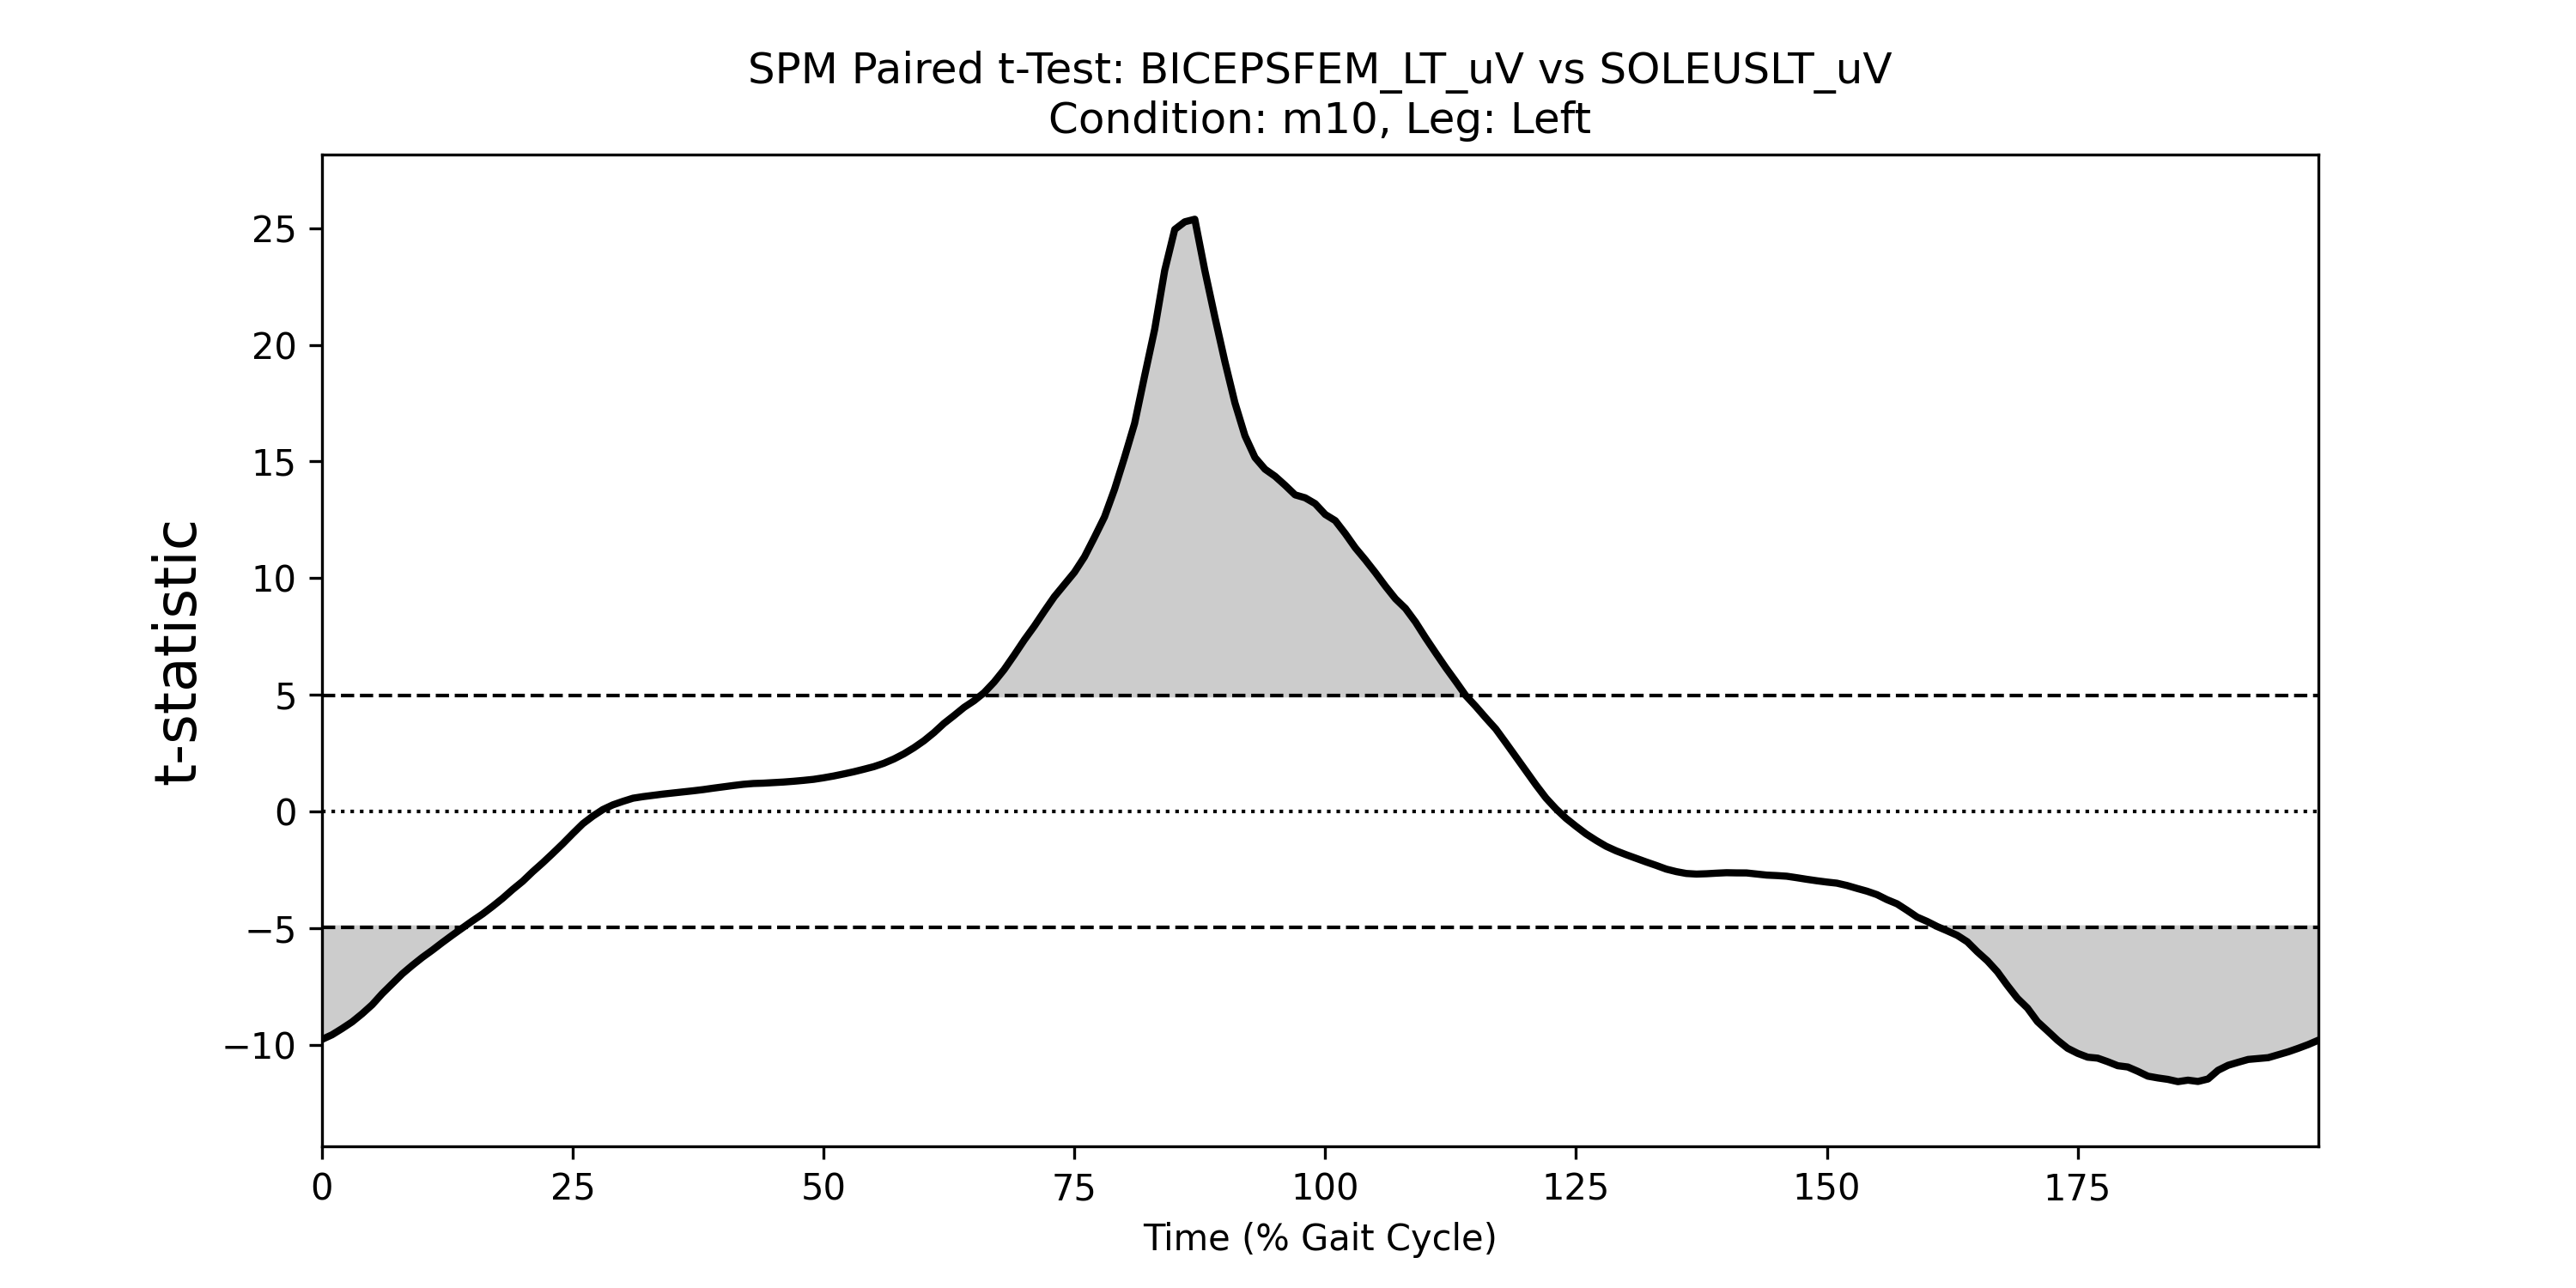 SPM Paired t-Test: BICEPSFEM_LT_uV vs SOLEUSLT_uV
Condition: m10, Leg: Left
t-statistic
25
20
15
10
5
0
−5
−10
0 25 50 75 100 125 150 175
Time (% Gait Cycle)